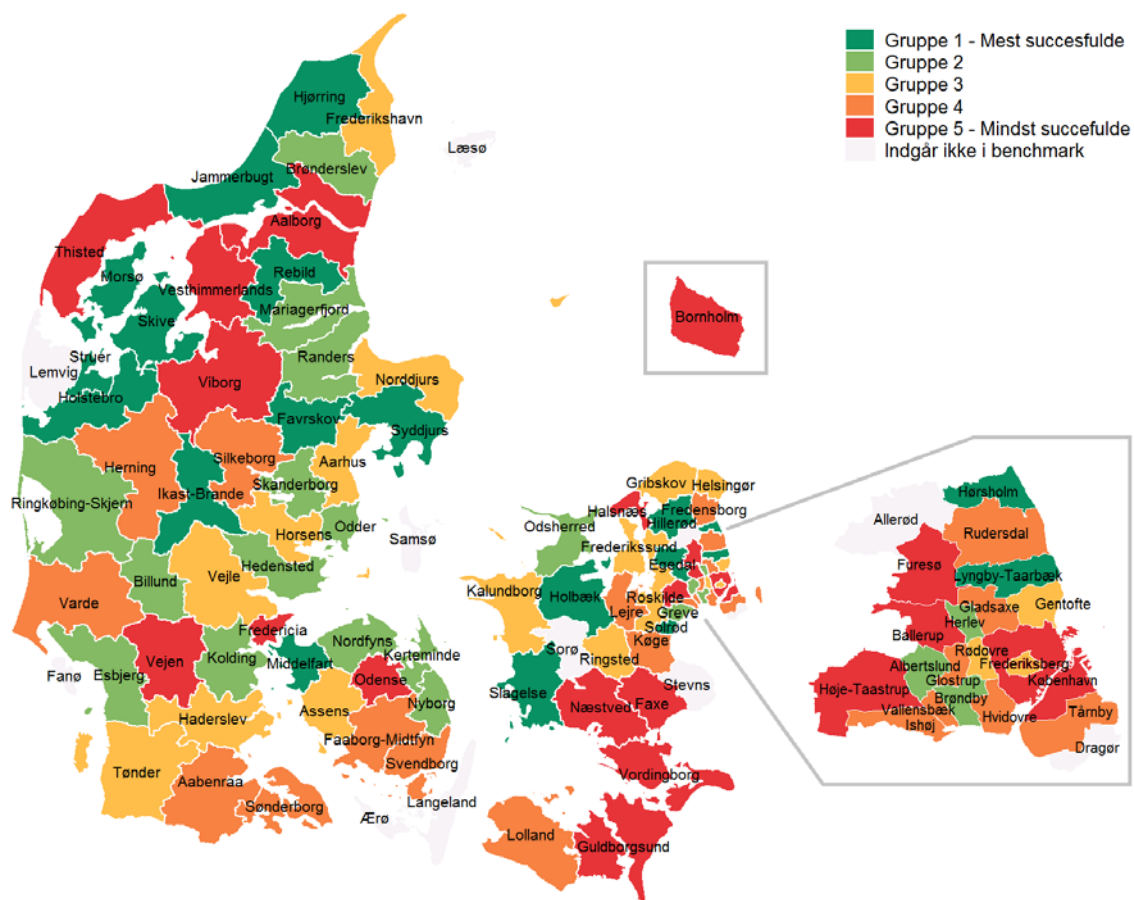 Gruppe 1 - Mest succesfulde
Gruppe 2
Gruppe 3
Gruppe 4
Gruppe 5 - Mindst succefulde
Indgår ikke i benchmark
Hjørring
Frederikshavn
Læsø
Brønderslev
Jammerbugt
Aalborg
Thisted
Rebild
Morsø
Vesthimmerlands
Mariagerfjord
Skive
Bornholm
Struer
Randers
Lemvig
Viborg
Norddjurs
Holstebro
Favrskov
Syddjurs
Silkeborg
Aarhus
Herning
Skanderborg
Ikast-Brande
Ringkøbing-Skjern
Odder
Horsens
Samsø
Hedensted
Billund
Vejle
Varde
Fredericia
Nordfyns
Vejen
Kolding
Middelfart
Kerteminde
Esbjerg
Fanø
Odense
Nyborg
Assens
Haderslev
Faaborg-Midtfyn
Svendborg
Tønder
Aabenraa
Sønderborg
Langeland
Ærø
Gribskov
Helsingør
Halsnæs
Fredensborg
Hillerød
Odsherred
Frederikssund
Egedal
Kalundborg
Holbæk
Roskilde
Lejre
Greve
Solrød
Køge
Sorø
Ringsted
Stevns
Slagelse
Næstved
Faxe
Vordingborg
Lolland
Guldborgsund
Hørsholm
Allerød
Rudersdal
Furesø
Lyngby-Taarbæk
Gladsaxe
Gentofte
Herlev
Ballerup
Rødovre
Albertslund
Frederiksberg
Glostrup
København
Høje-Taastrup
Brøndby
Vallensbæk
Hvidovre
Tårnby
Ishøj
Dragør